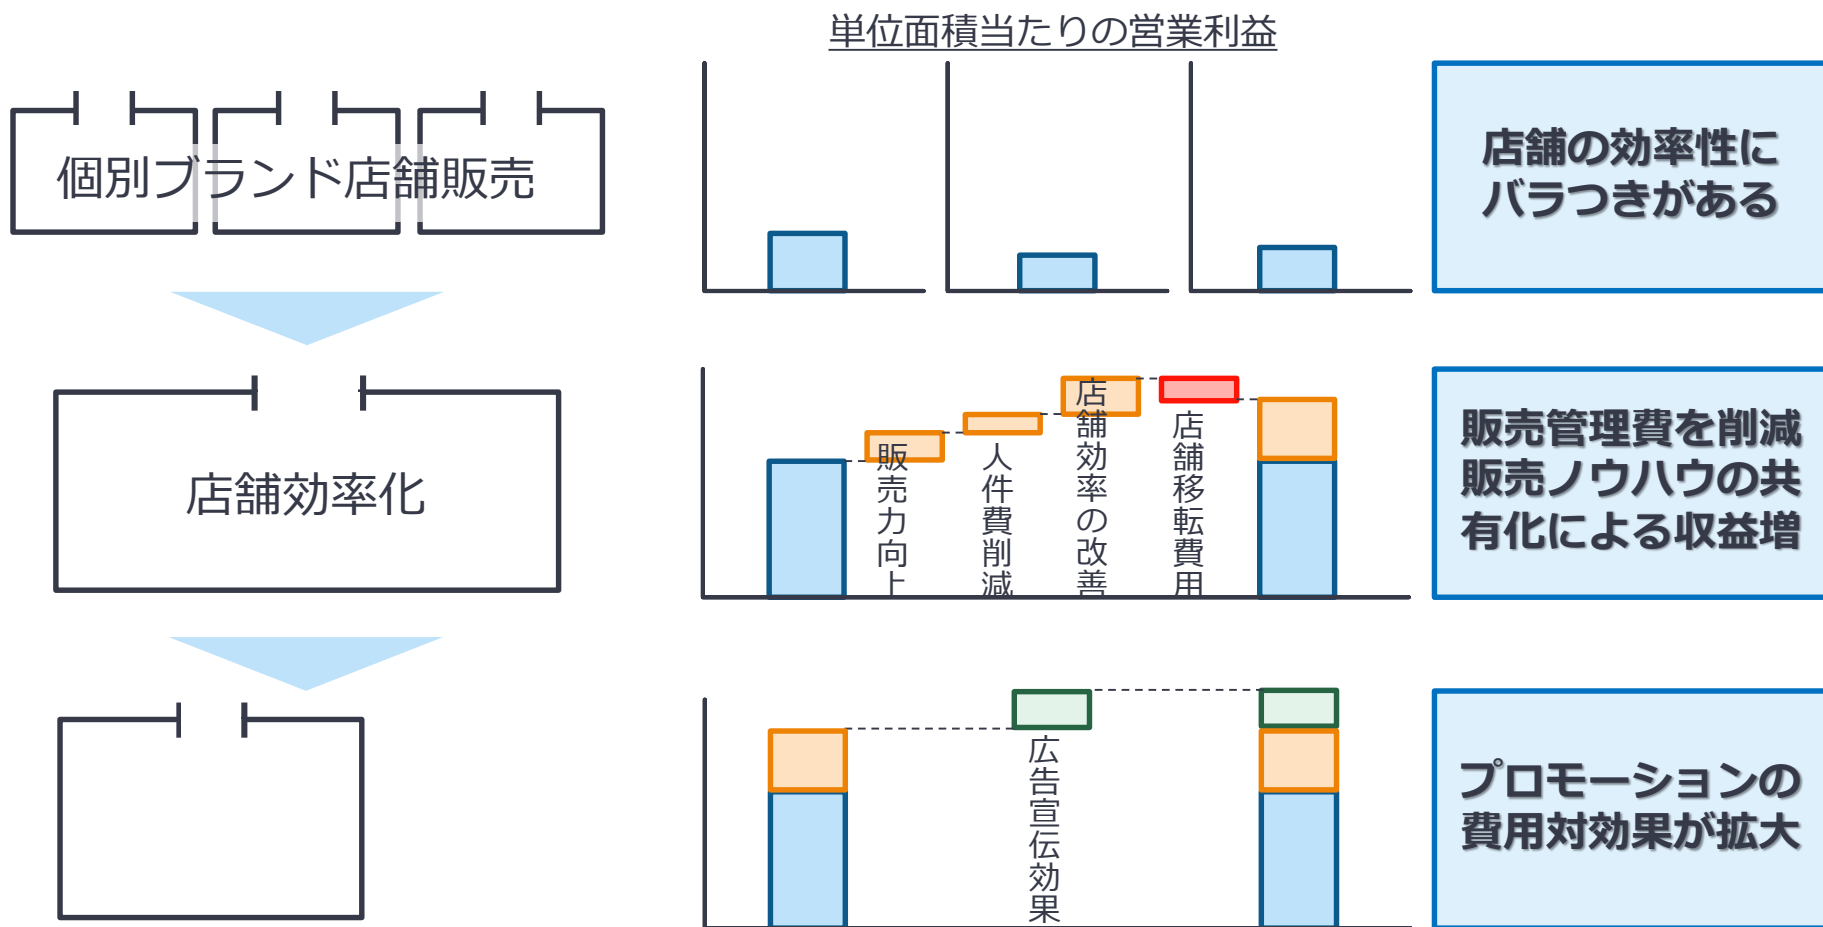 単位面積当たりの営業利益
個別ブランド店舗販売
店舗の効率性に
バラつきがある
店舗効率化
販売力向上
人件費削減
店舗効率の改善
店舗移転費用
販売管理費を削減
販売ノウハウの共
有化による収益増
広告宣伝効果
プロモーションの
費用対効果が拡大